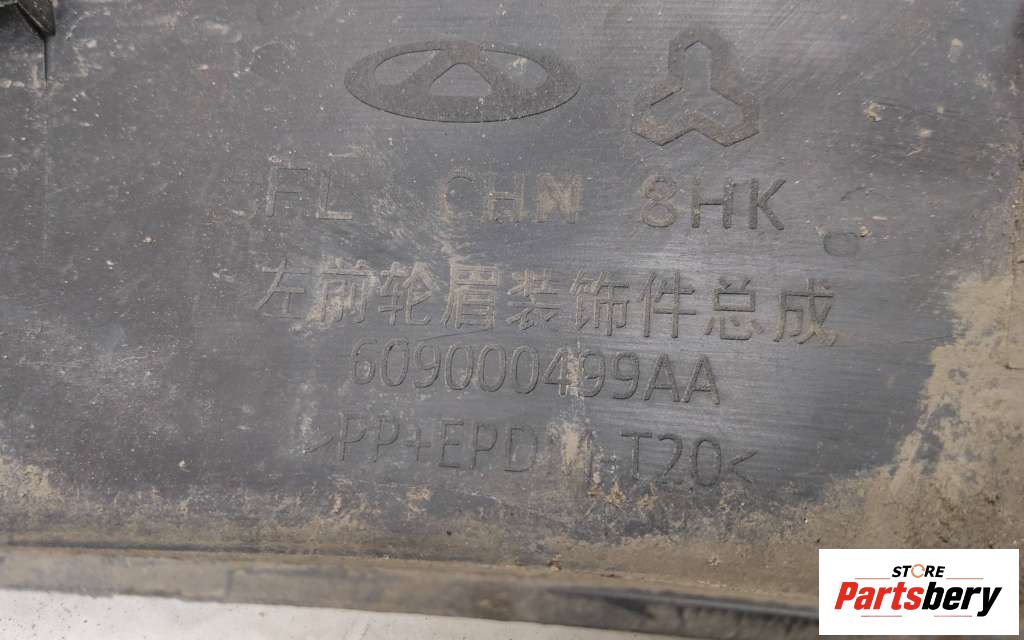 FL CHN 8HK
左前轮眉装饰件总成
609000499AA
>PP+EPDM T20<
STORE
Partsbery